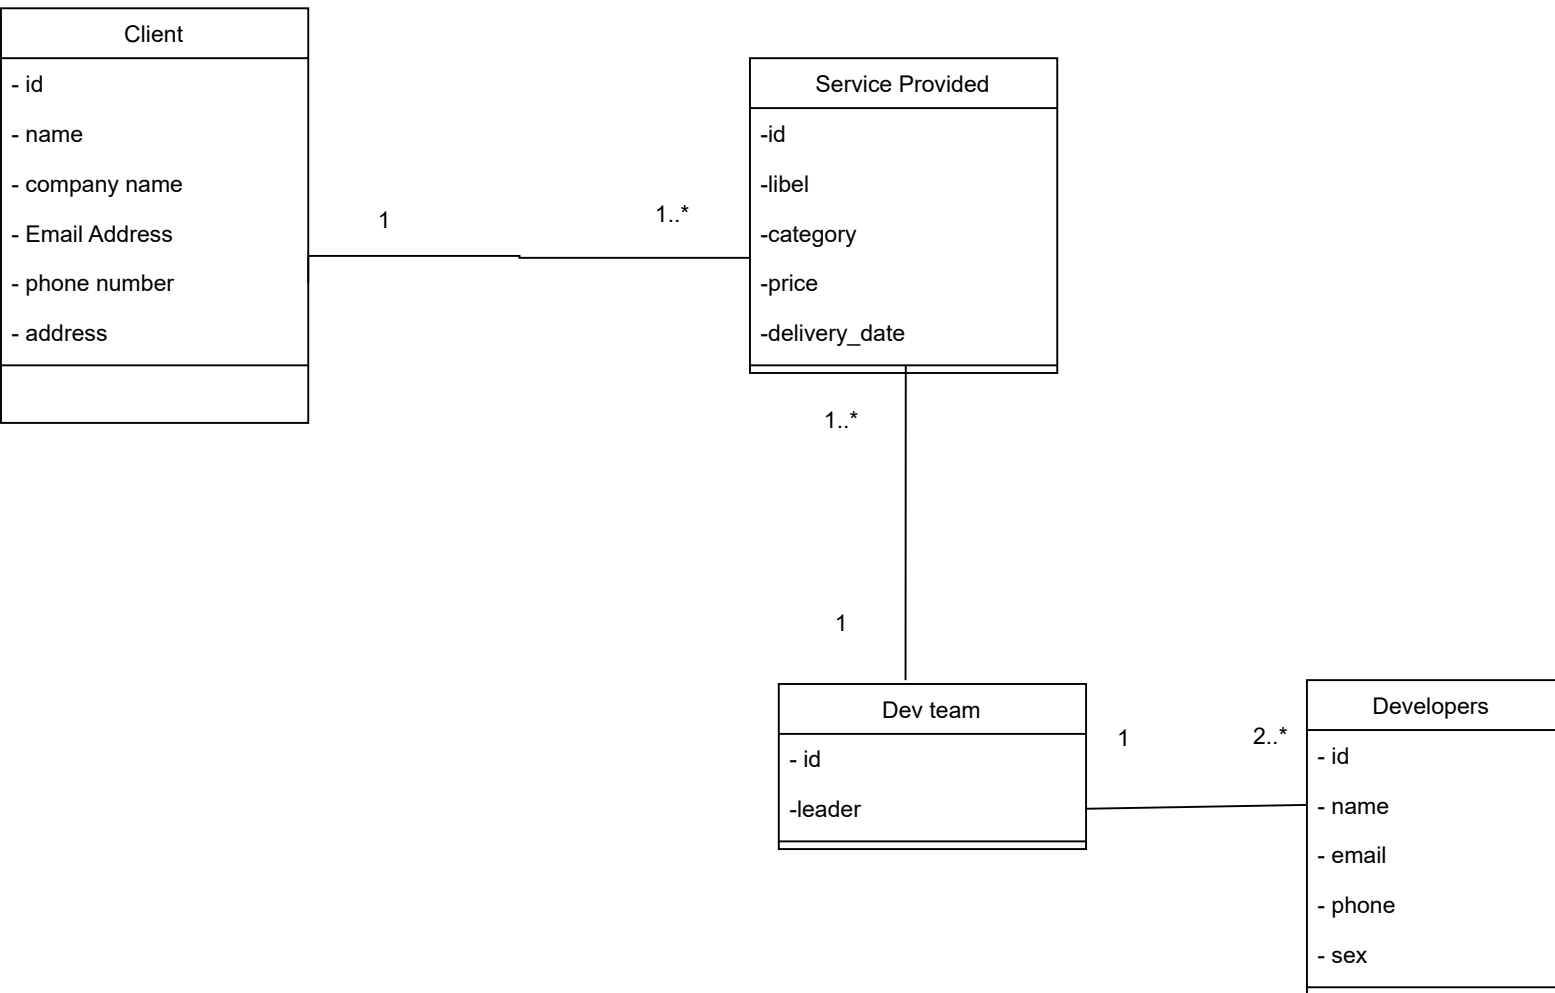 Client
- id
- name
- company name
- Email Address
- phone number
- address
1
1..*
Service Provided
-id
-libel
-category
-price
-delivery_date
1..*
1
Dev team
- id
-leader
1
2..*
Developers
- id
- name
- email
- phone
- sex